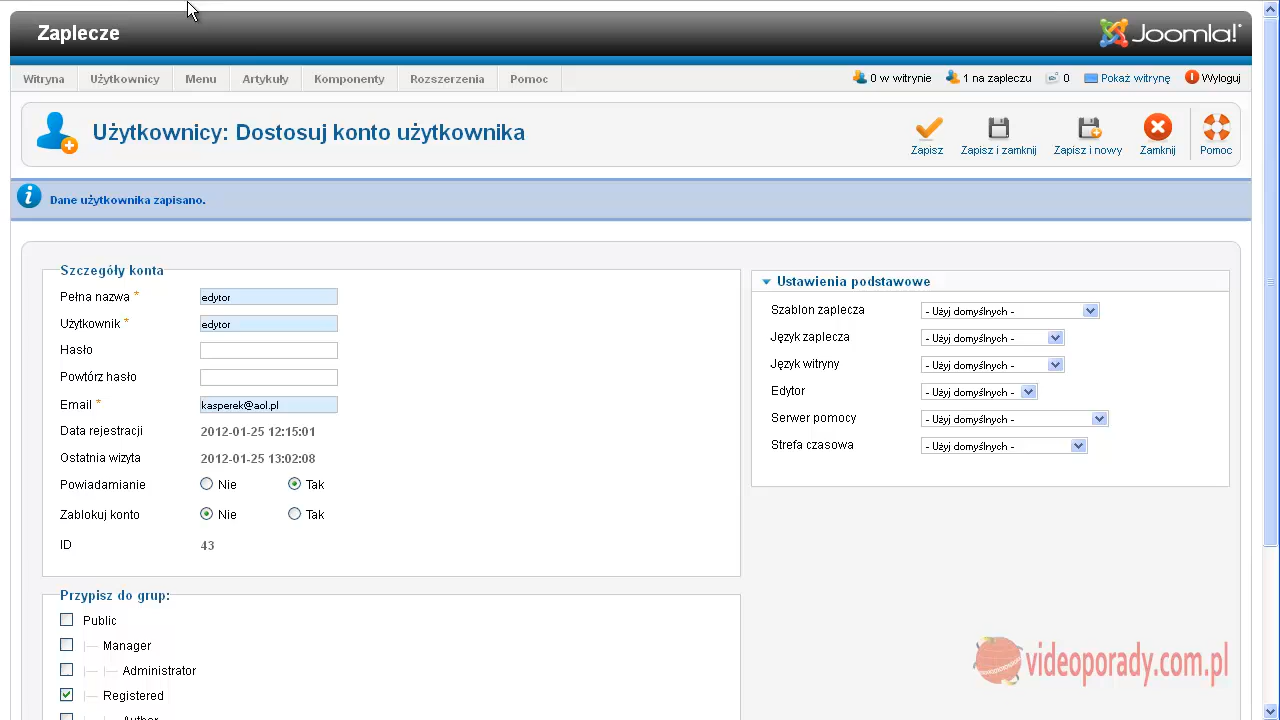 Zaplecze
Joomla!
Witryna Użytkownicy Menu Artykuły Komponenty Rozszerzenia Pomoc 0 w witrynie 1 na zapleczu 0 Pokaż witrynę Wyloguj
Użytkownicy: Dostosuj konto użytkownika
Zapisz Zapisz i zamknij Zapisz i nowy Zamknij Pomoc
Dane użytkownika zapisano.
Szczegóły konta
Pełna nazwa * edytor
Użytkownik * edytor
Hasło
Powtórz hasło
Email * kasperek@aol.pl
Data rejestracji 2012-01-25 12:15:01
Ostatnia wizyta 2012-01-25 13:02:08
Powiadamianie Nie Tak
Zablokuj konto Nie Tak
ID 43
Ustawienia podstawowe
Szablon zaplecza - Użyj domyślnych -
Język zaplecza - Użyj domyślnych -
Język witryny - Użyj domyślnych -
Edytor - Użyj domyślnych -
Serwer pomocy - Użyj domyślnych -
Strefa czasowa - Użyj domyślnych -
Przypisz do grup:
Public
Manager
Administrator
Registered
Author
videoporady.com.pl